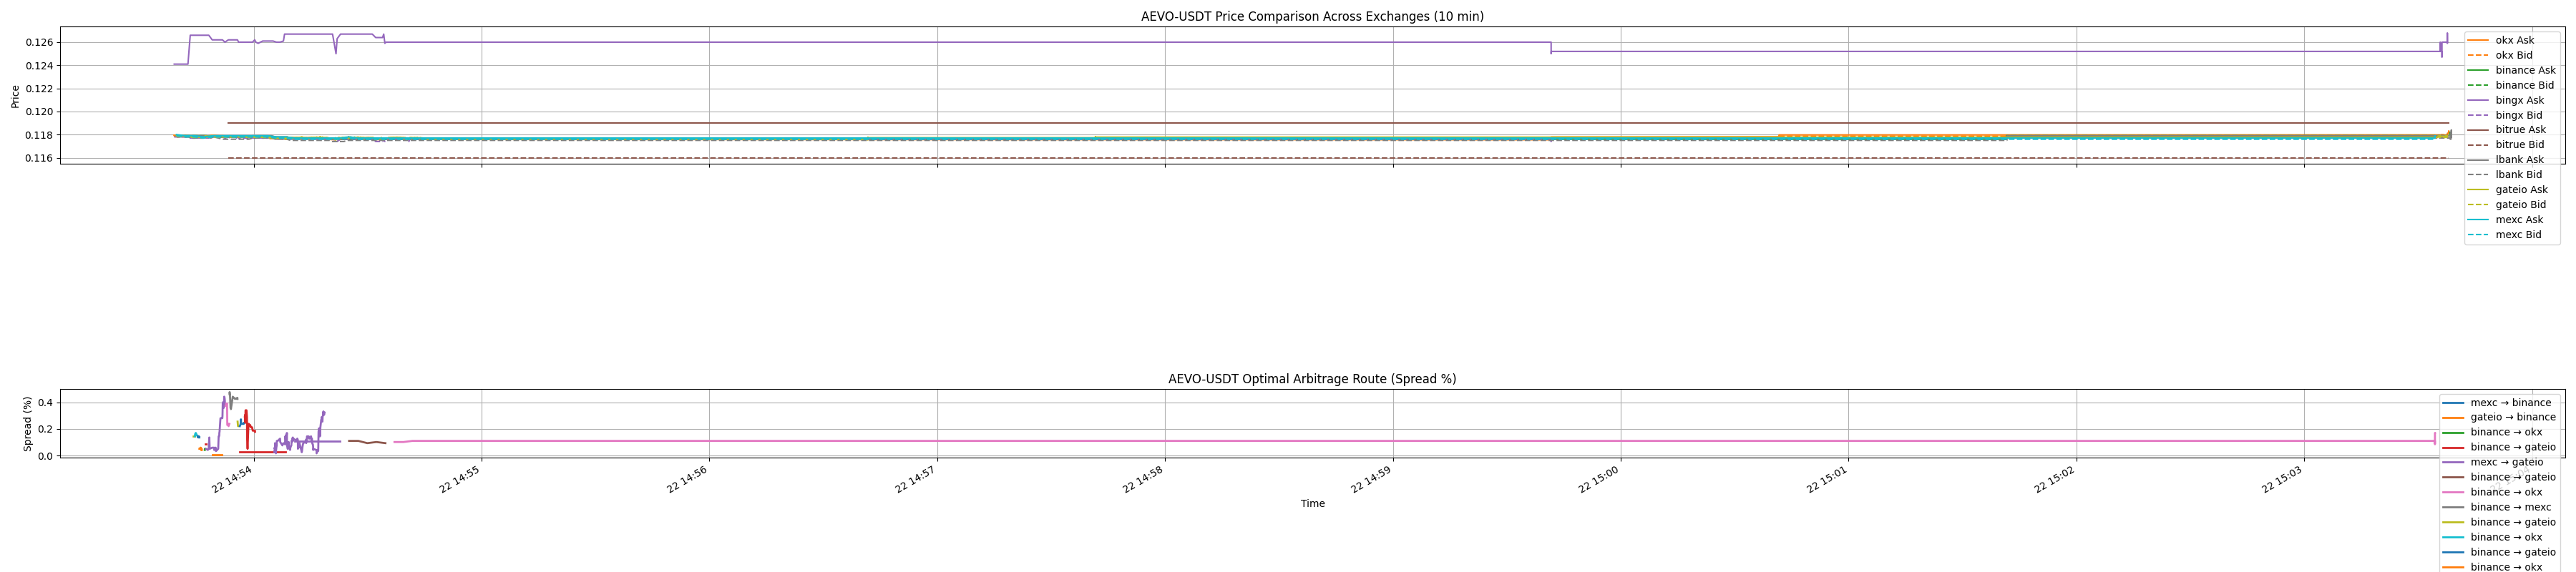 AEVO-USDT Price Comparison Across Exchanges (10 min)
Price
0.126
0.124
0.122
0.120
0.118
0.116
okx Ask
okx Bid
binance Ask
binance Bid
bingx Ask
bingx Bid
bitrue Ask
bitrue Bid
lbank Ask
lbank Bid
gateio Ask
gateio Bid
mexc Ask
mexc Bid
AEVO-USDT Optimal Arbitrage Route (Spread %)
Spread (%)
0.4
0.2
0.0
mexc → binance
gateio → binance
binance → okx
binance → gateio
mexc → gateio
binance → gateio
binance → okx
binance → mexc
binance → gateio
binance → okx
binance → gateio
binance → okx
22 14:54
22 14:55
22 14:56
22 14:57
22 14:58
22 14:59
22 15:00
22 15:01
22 15:02
22 15:03
Time